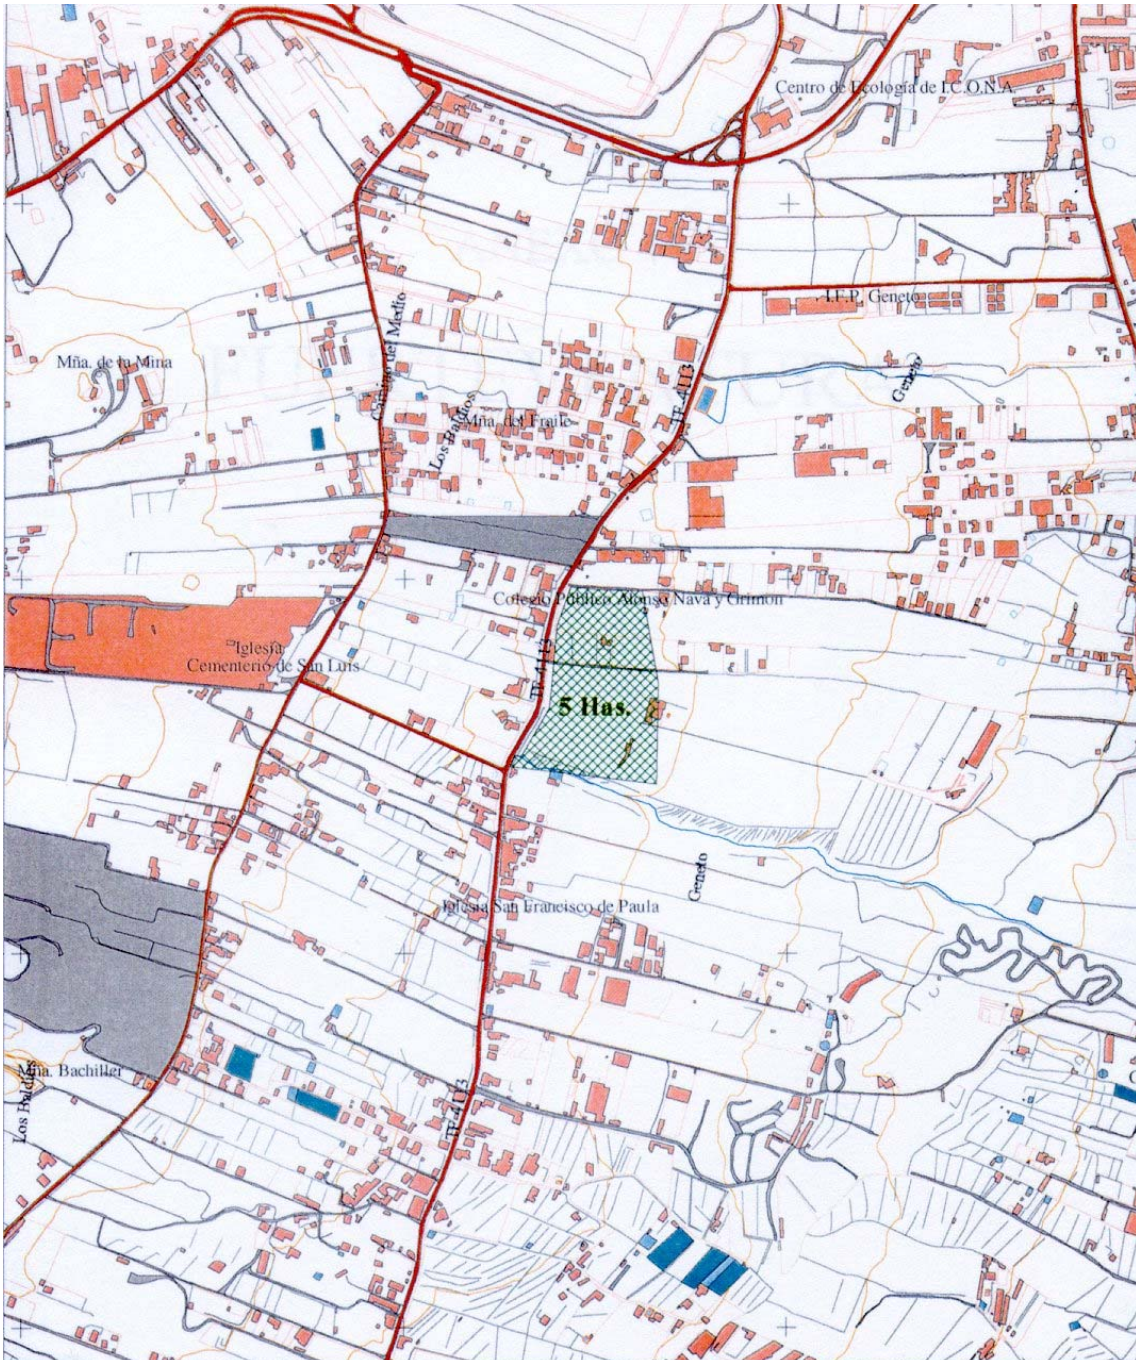 Centro de Ecología de I.C.O.N.A.
I.F.P. Geneto
Camino del Medio
Mña. de la Mina
Geneto
TF-4113
Los Baldíos
Mña. del Fraile
Colegio Público Alonso Nava y Grimón
Iglesia
Cementerio de San Luis
TF-4113
5 Has.
Geneto
Iglesia San Francisco de Paula
Mña. Bachiller
Los Baldíos
TF-4113